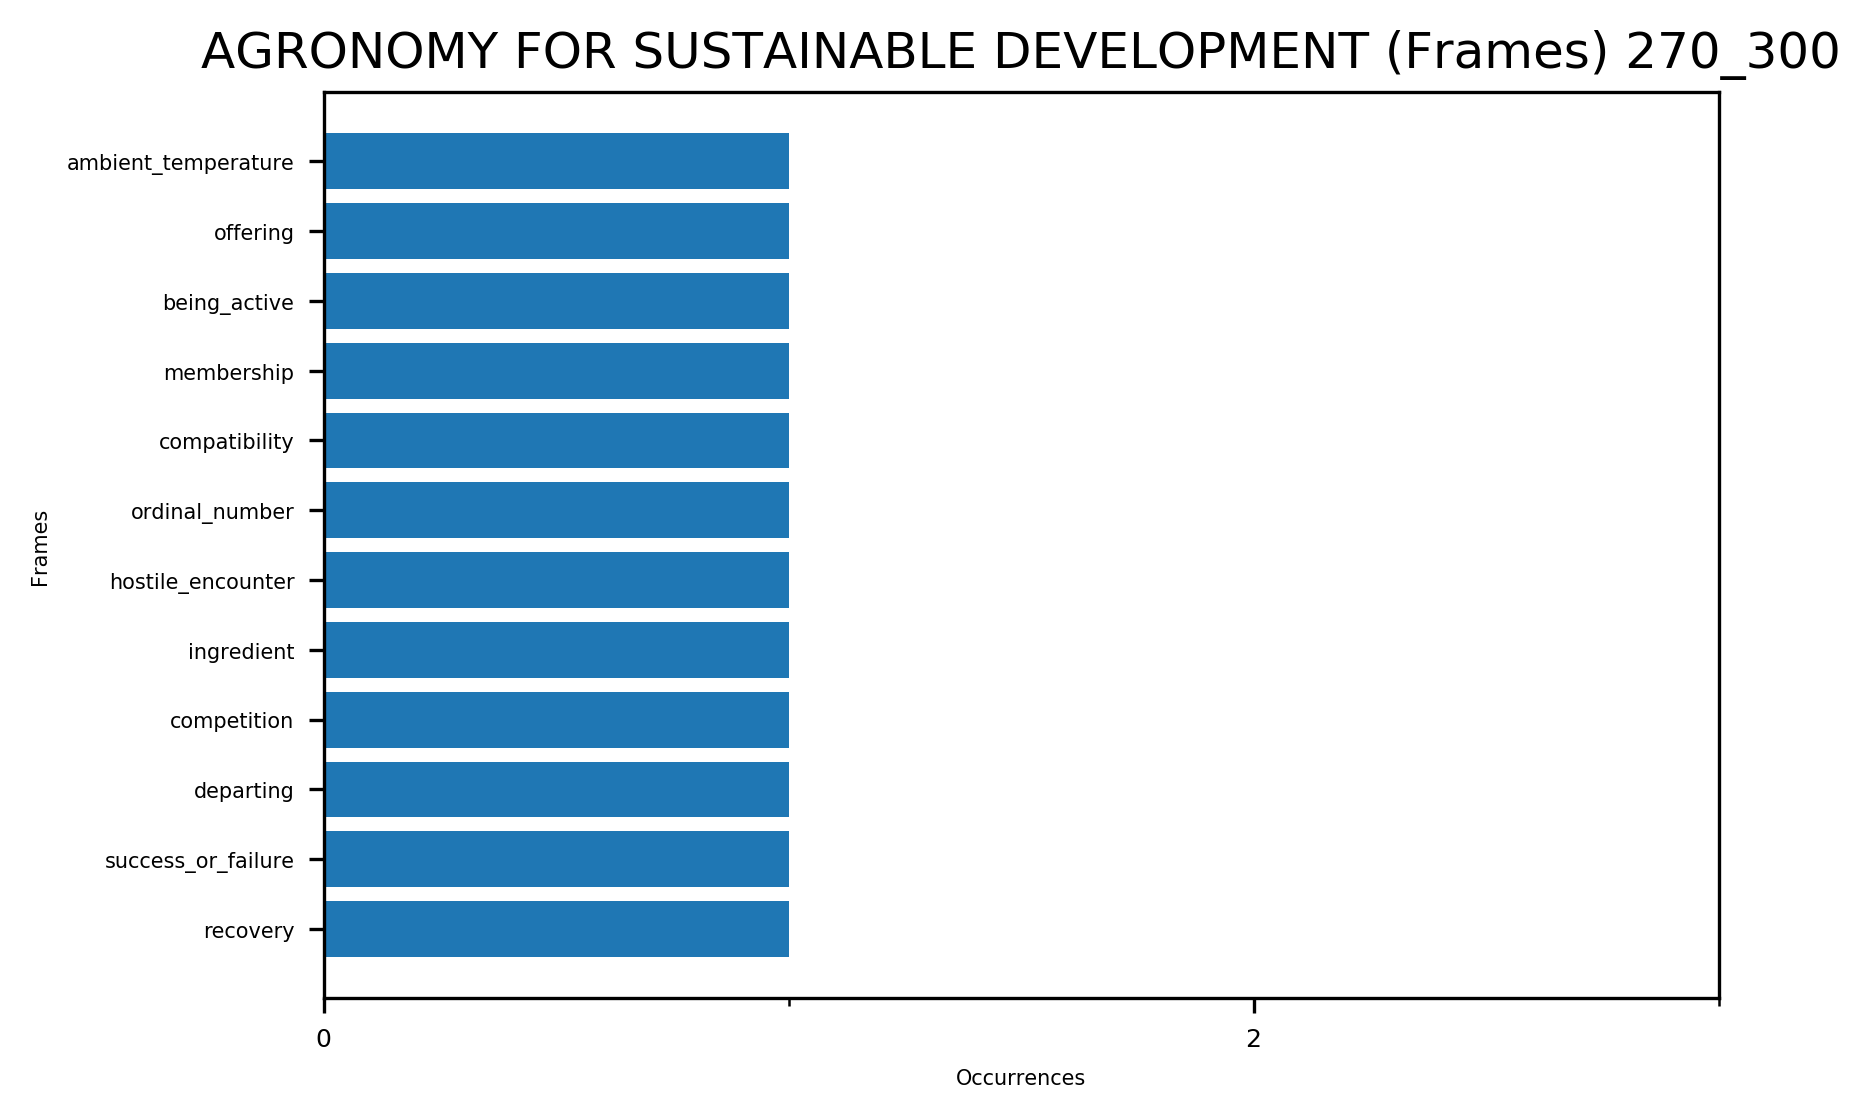 AGRONOMY FOR SUSTAINABLE DEVELOPMENT (Frames) 270_300
ambient_temperature
offering
being_active
membership
compatibility
ordinal_number
hostile_encounter
ingredient
competition
departing
success_or_failure
recovery
Frames
0
2
Occurrences